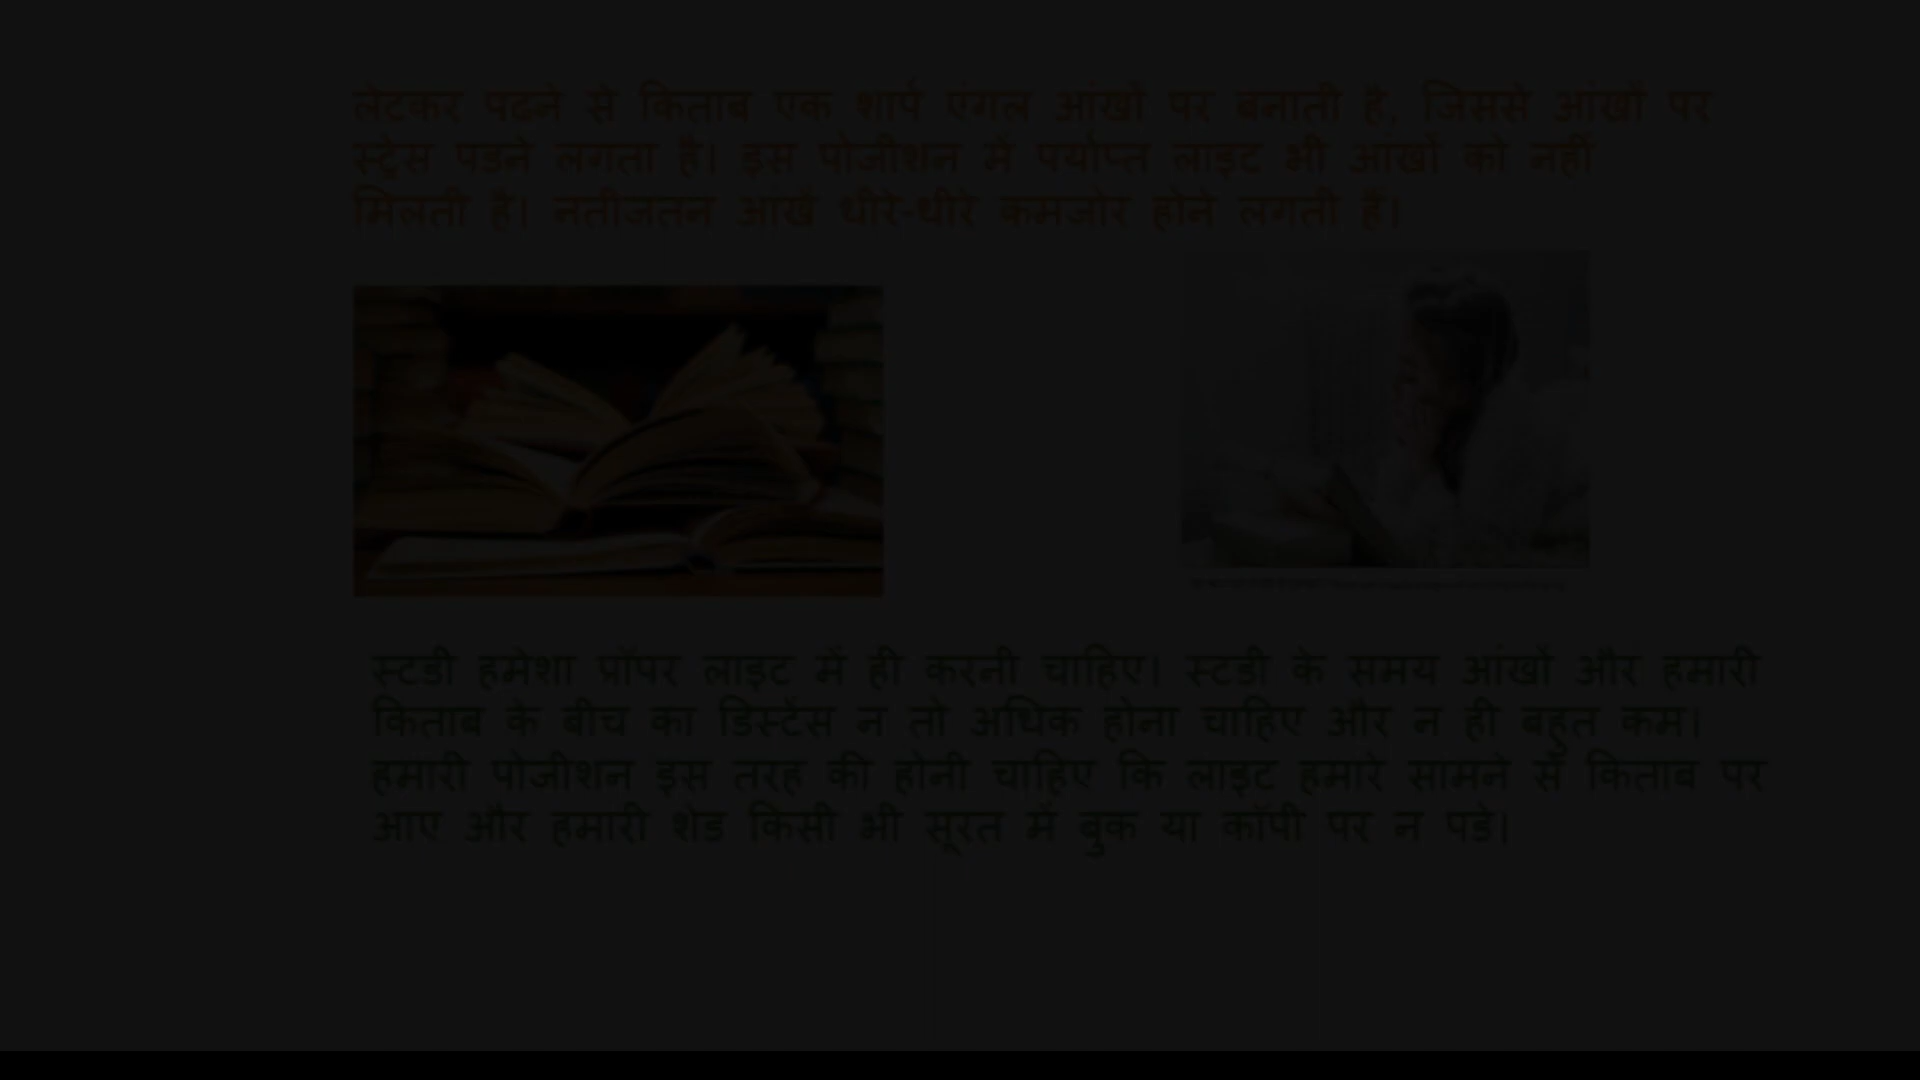 लेटकर पढने से किताब एक शार्प एंगल आंखों पर बनाती है, जिससे आंखों पर
स्ट्रेस पडने लगता है। इस पोजीशन में पर्याप्त लाइट भी आंखों को नहीं
मिलती है। नतीजतन आंखें धीरे-धीरे कमजोर होने लगती हैं।
स्टडी हमेशा प्रॉपर लाइट में ही करनी चाहिए। स्टडी के समय आंखों और हमारी
किताब के बीच का डिस्टेंस न तो अधिक होना चाहिए और न ही बहुत कम।
हमारी पोजीशन इस तरह की होनी चाहिए कि लाइट हमारे सामने से किताब पर
आए और हमारी शेड किसी भी सूरत में बुक या कॉपी पर न पडे।